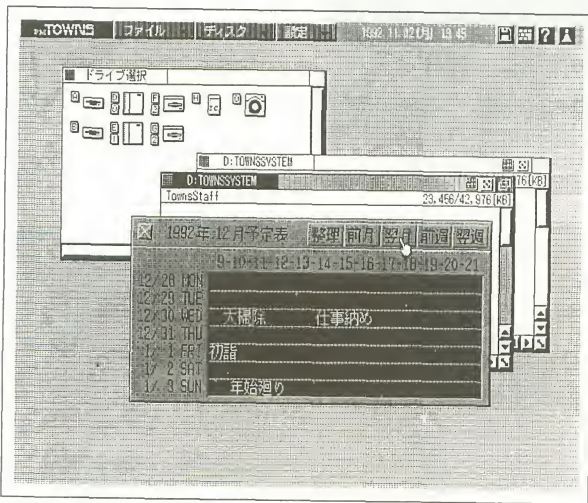 FMTOWNS ファイル ディスク 設定 1992.11.02(月) 19:45
ドライブ選択
D:TOWNSSYSTEM
76[KB]
D:TOWNSSYSTEM
TownsStaff 23,456/42,976[KB]
1992年 12月予定表 整理 前月 翌月 前週 翌週
9-10-11-12-13-14-15-16-17-18-19-20-21
12/28 MON
12/29 TUE
12/30 WED 大掃除 仕事納め
12/31 THU
1/ 1 FRI 初詣
1/ 2 SAT
1/ 3 SUN 年始廻り